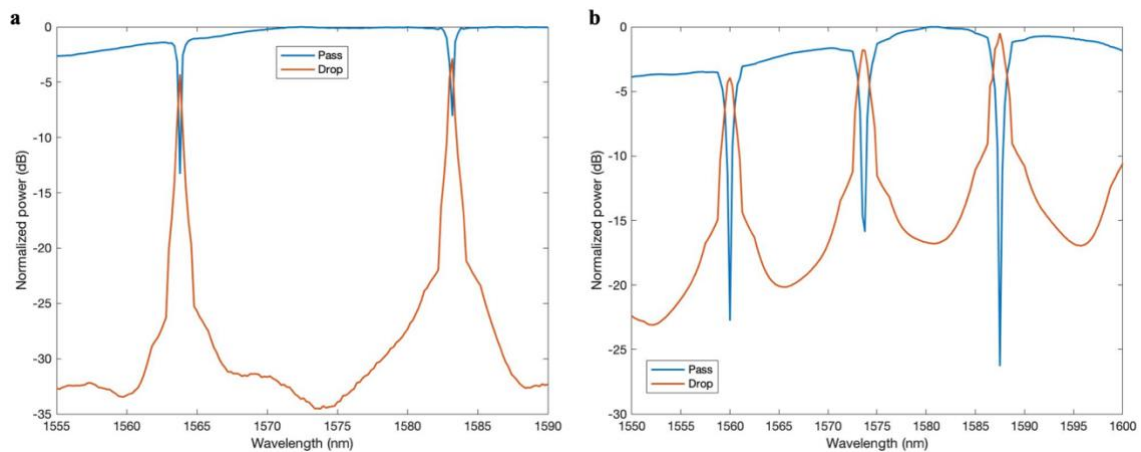 a
0
-5
-10
-15
-20
-25
-30
-35
Normalized power (dB)
Pass
Drop
1555 1560 1565 1570 1575 1580 1585 1590
Wavelength (nm)
b
0
-5
-10
-15
-20
-25
-30
Normalized power (dB)
Pass
Drop
1550 1555 1560 1565 1570 1575 1580 1585 1590 1595 1600
Wavelength (nm)